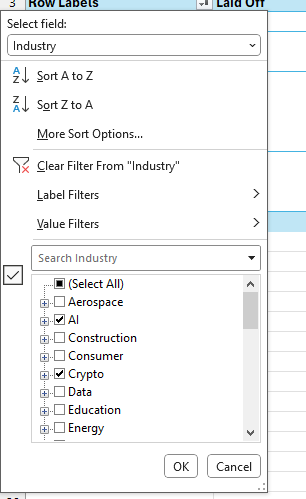 3 Row Labels Laid Off
Select field:
Industry
Sort A to Z
Sort Z to A
More Sort Options...
Clear Filter From "Industry"
Label Filters
Value Filters
Search Industry
(Select All)
Aerospace
AI
Construction
Consumer
Crypto
Data
Education
Energy
OK Cancel